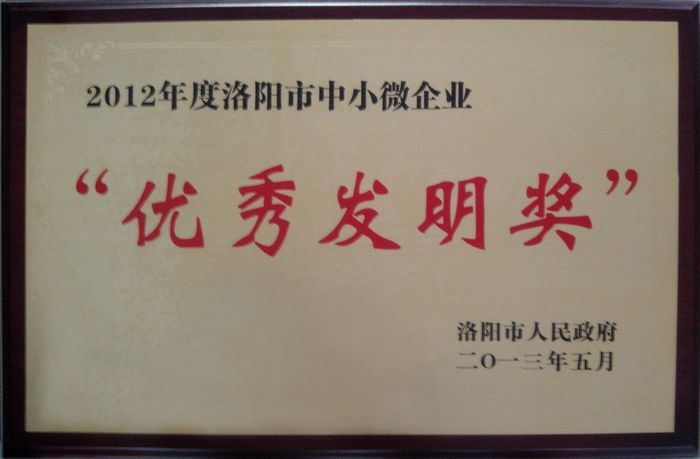 2012年度洛阳市中小微企业
“优秀发明奖”
洛阳市人民政府
二〇一三年五月